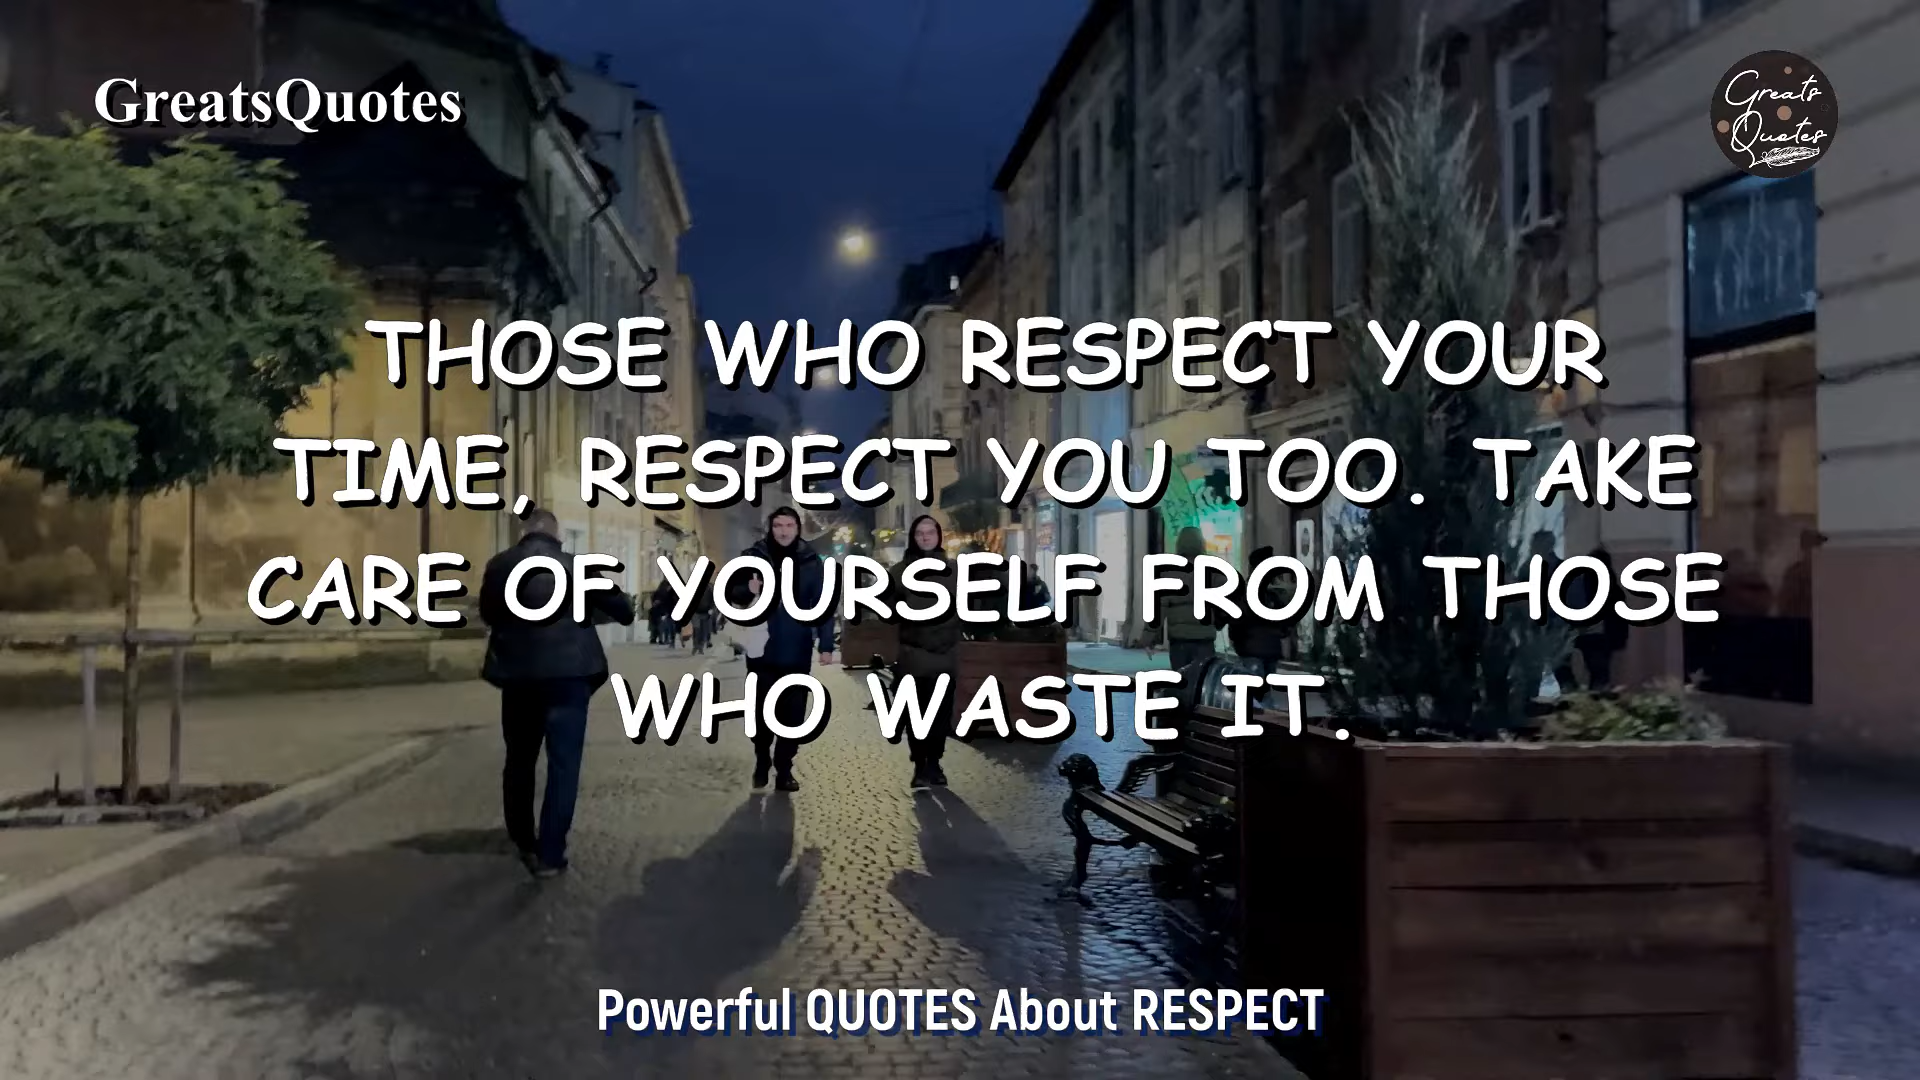 GreatsQuotes
Greats
Quotes
THOSE WHO RESPECT YOUR
TIME, RESPECT YOU TOO. TAKE
CARE OF YOURSELF FROM THOSE
WHO WASTE IT.
Powerful QUOTES About RESPECT